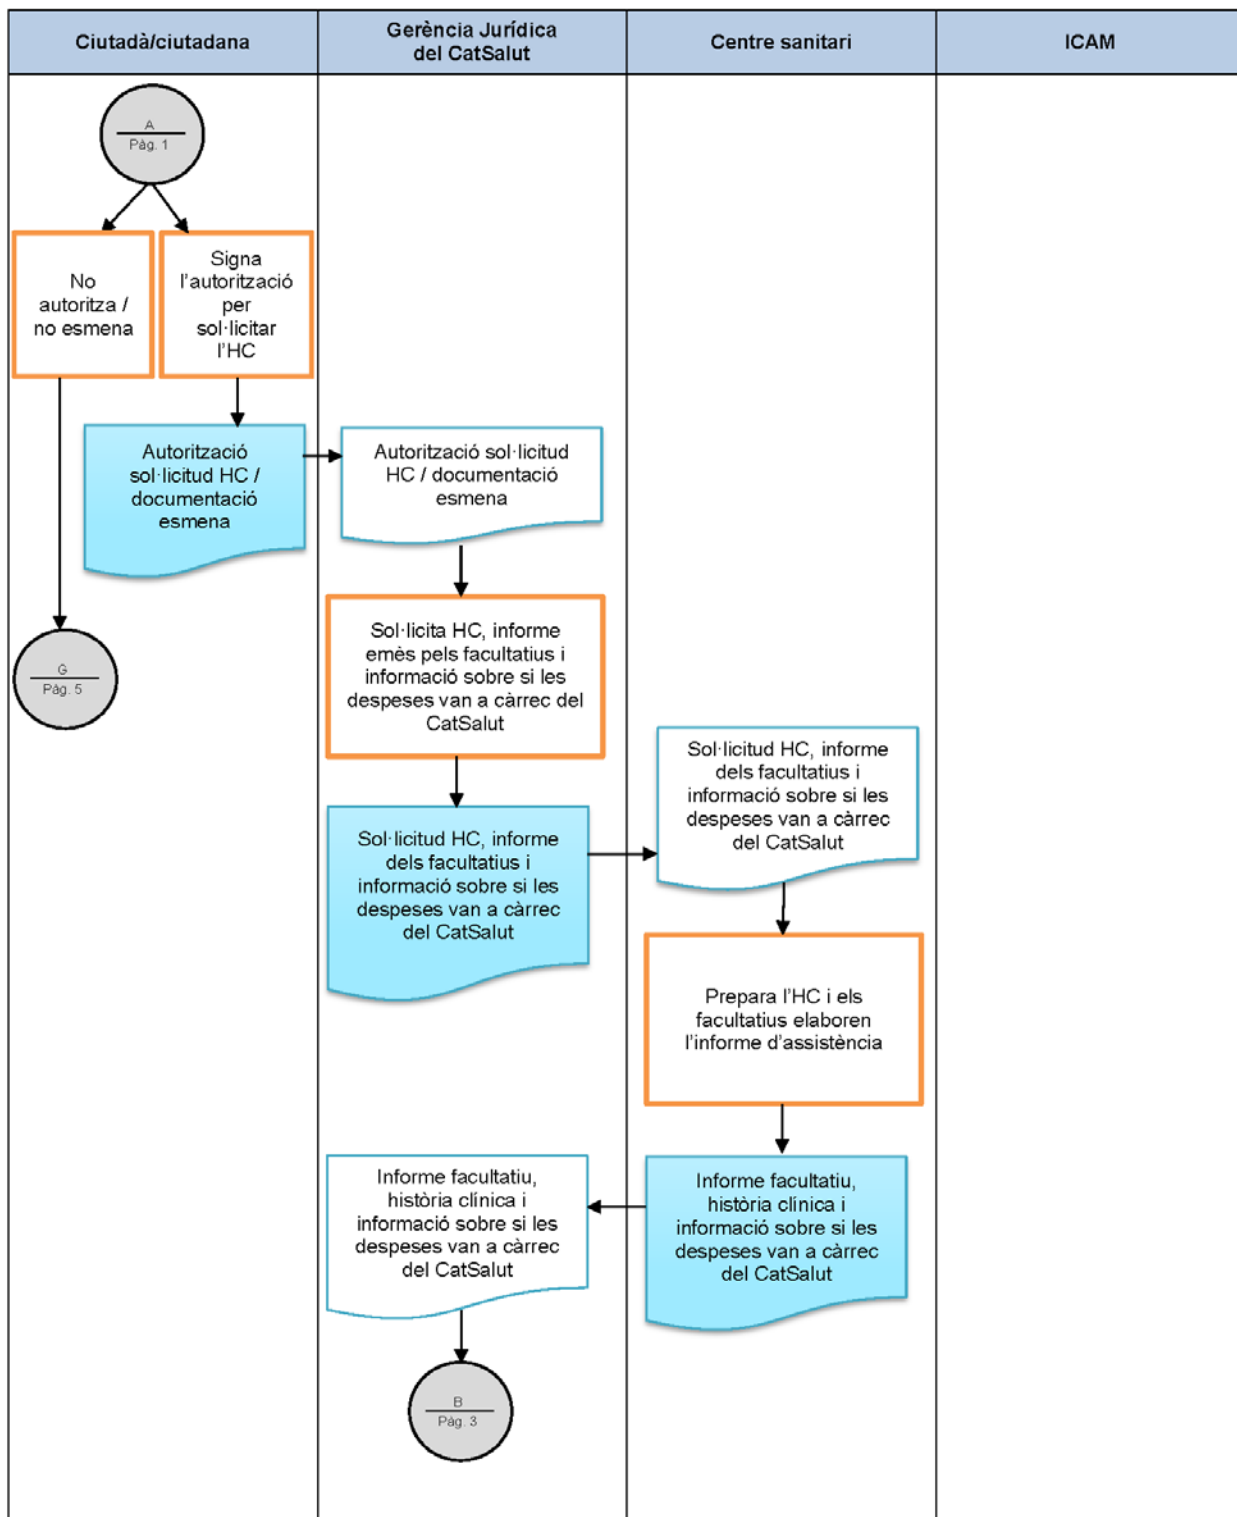 Ciutadà/ciutadana
Gerència Jurídica
del CatSalut
Centre sanitari
ICAM
A
Pàg. 1
No
autoritza /
no esmena
Signa
l'autorització
per
sol·licitar
l'HC
Autorització
sol·licitud HC /
documentació
esmena
Autorització sol·licitud
HC / documentació
esmena
G
Pàg. 5
Sol·licita HC, informe
emès pels facultatius i
informació sobre si les
despeses van a càrrec del
CatSalut
Sol·licitud HC, informe
dels facultatius i
informació sobre si les
despeses van a càrrec
del CatSalut
Sol·licitud HC, informe
dels facultatius i
informació sobre si les
despeses van a càrrec
del CatSalut
Prepara l'HC i els
facultatius elaboren
l'informe d'assistència
Informe facultatiu,
història clínica i
informació sobre si les
despeses van a càrrec
del CatSalut
Informe facultatiu,
història clínica i
informació sobre si les
despeses van a càrrec
del CatSalut
B
Pàg. 3